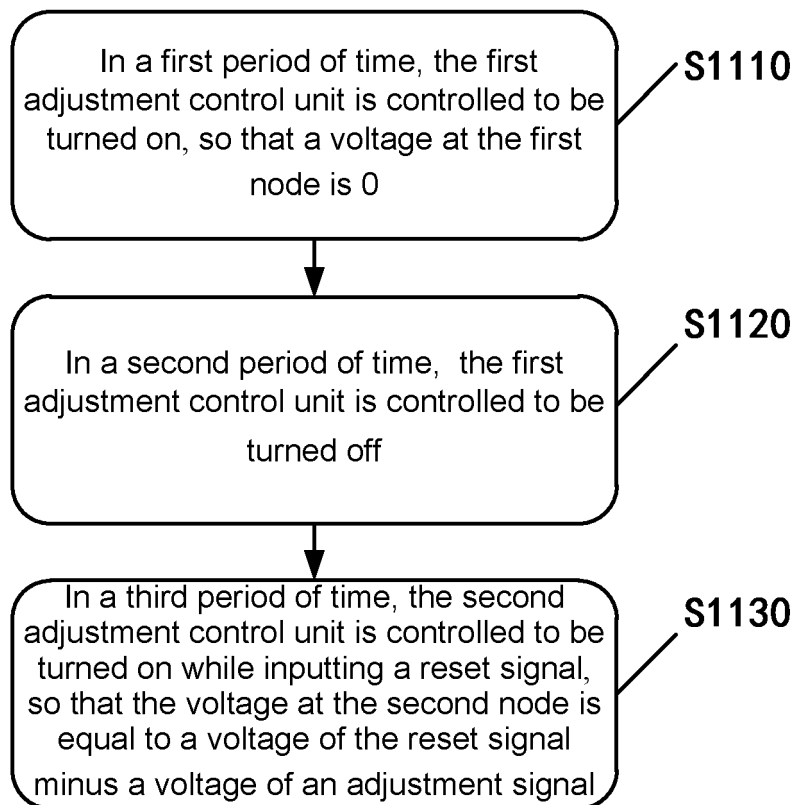 In a first period of time, the first
adjustment control unit is controlled to be
turned on, so that a voltage at the first
node is 0
S1110
In a second period of time, the first
adjustment control unit is controlled to be
turned off
S1120
In a third period of time, the second
adjustment control unit is controlled to be
turned on while inputting a reset signal,
so that the voltage at the second node is
equal to a voltage of the reset signal
minus a voltage of an adjustment signal
S1130